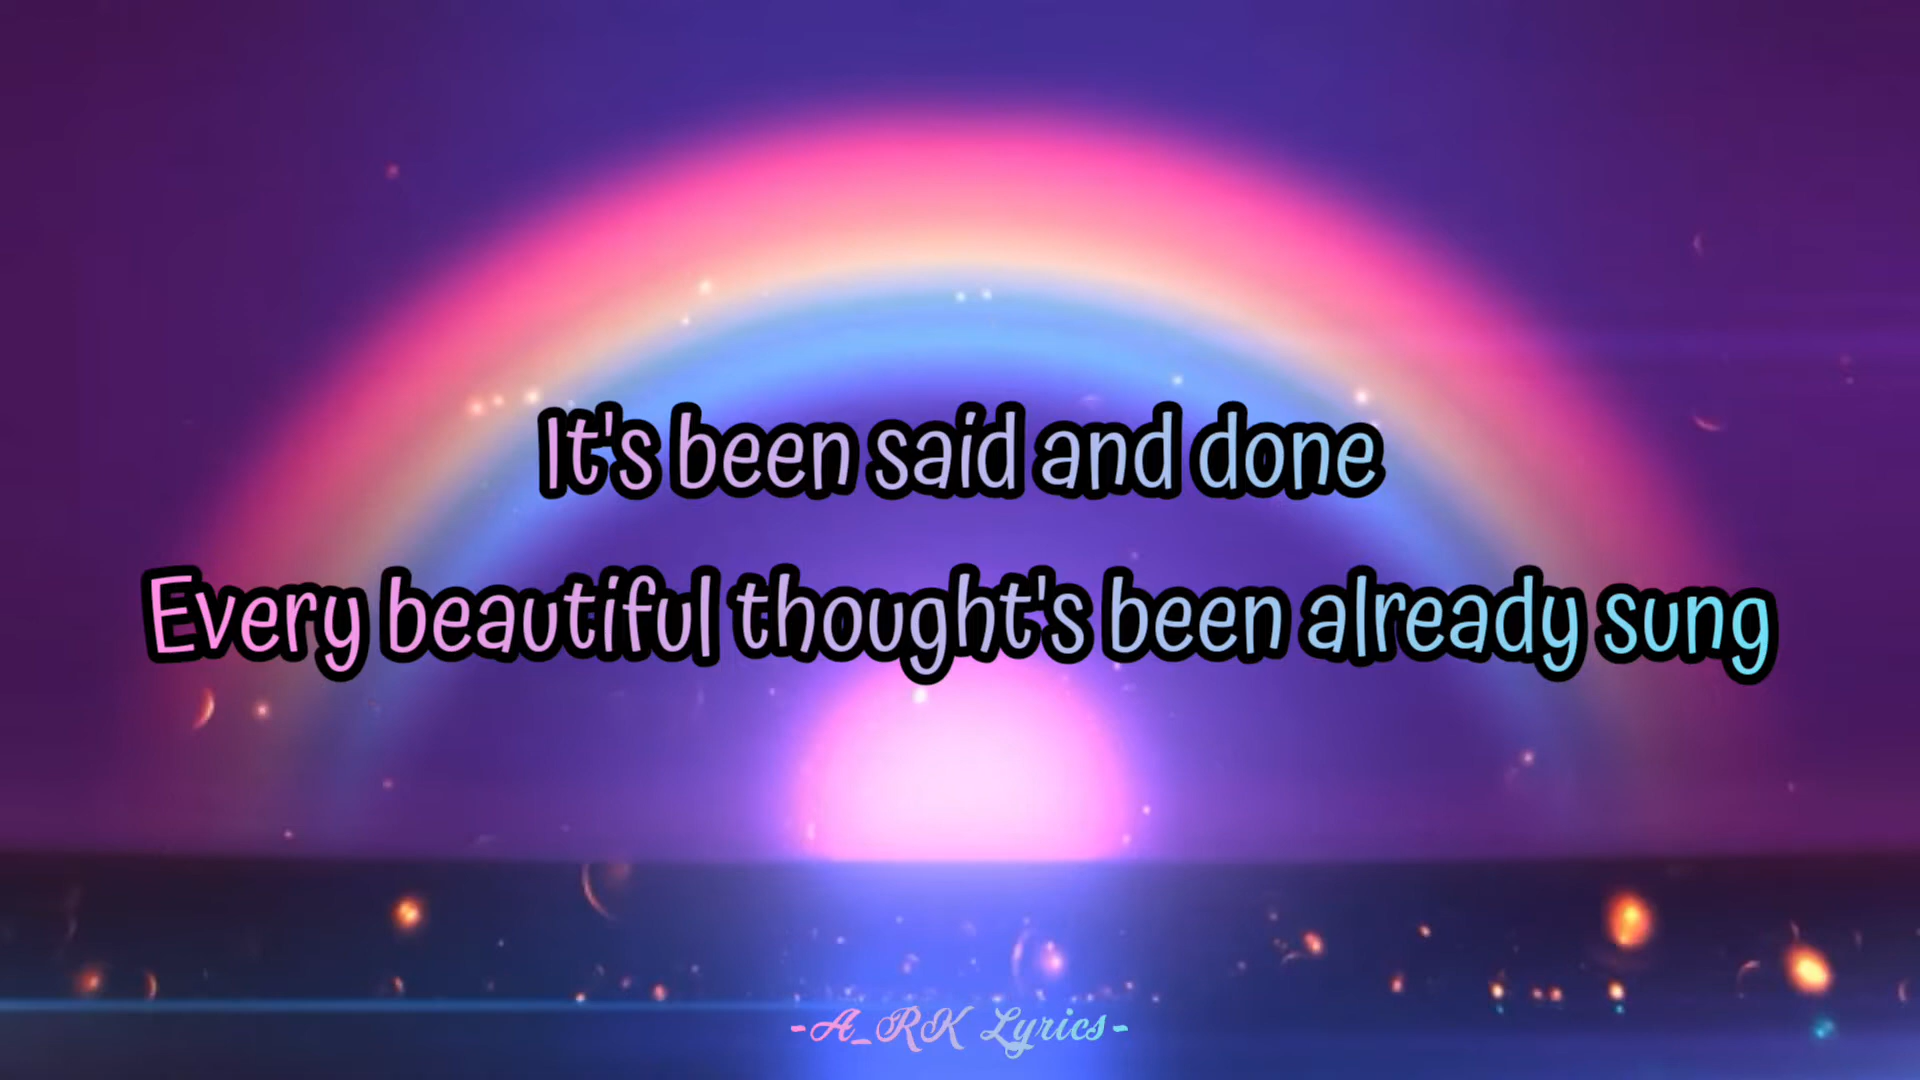 It's been said and done
Every beautiful thought's been already sung
-A_RK Lyrics-